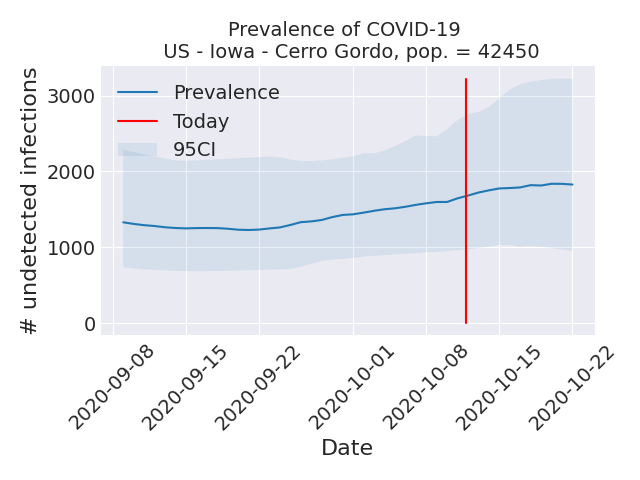 Prevalence of COVID-19
US - Iowa - Cerro Gordo, pop. = 42450
# undetected infections
3000
2000
1000
0
Prevalence
Today
95CI
2020-09-08
2020-09-15
2020-09-22
2020-10-01
2020-10-08
2020-10-15
2020-10-22
Date